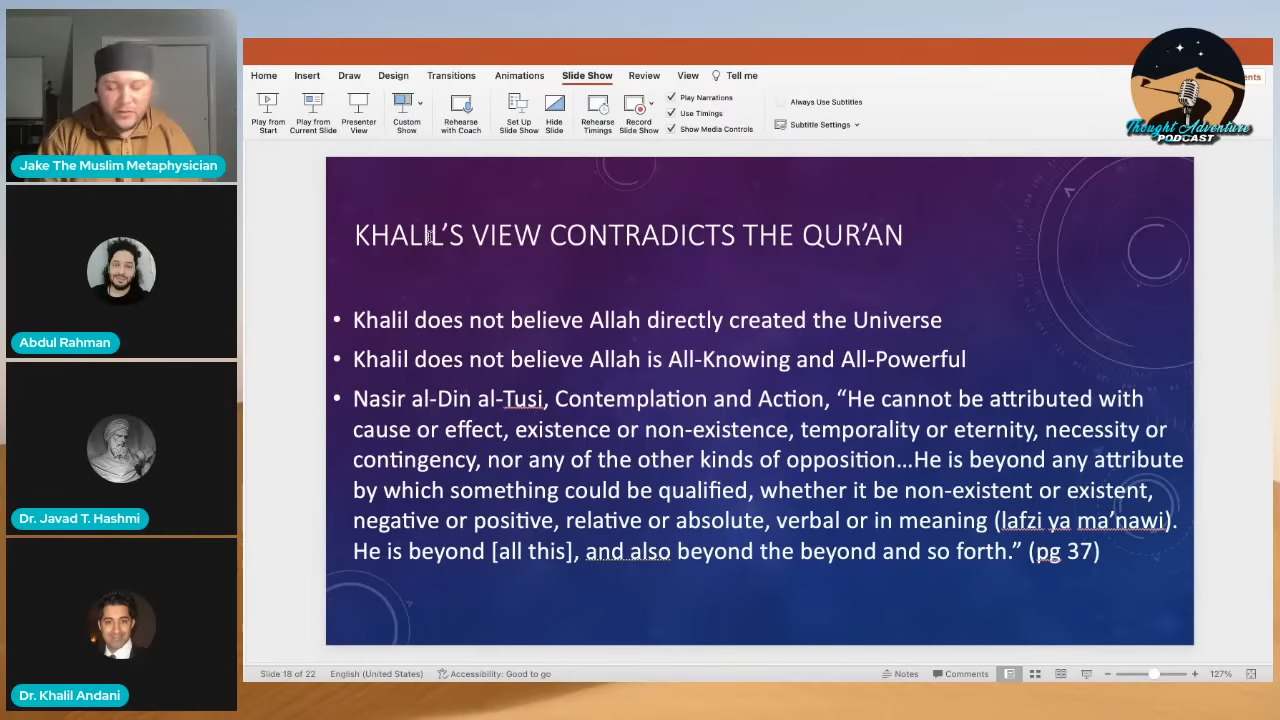 Jake The Muslim Metaphysician
Abdul Rahman
Dr. Javad T. Hashmi
Dr. Khalil Andani
Home Insert Draw Design Transitions Animations Slide Show Review View Tell me
Play from Start
Play from Current Slide
Presenter View
Custom Show
Rehearse with Coach
Set Up Slide Show
Hide Slide
Rehearse Timings
Record Slide Show
Play Narrations
Use Timings
Show Media Controls
Always Use Subtitles
Subtitle Settings
Thought Adventure
PODCAST
KHALIL'S VIEW CONTRADICTS THE QUR'AN
• Khalil does not believe Allah directly created the Universe
• Khalil does not believe Allah is All-Knowing and All-Powerful
• Nasir al-Din al-Tusi, Contemplation and Action, “He cannot be attributed with
cause or effect, existence or non-existence, temporality or eternity, necessity or
contingency, nor any of the other kinds of opposition…He is beyond any attribute
by which something could be qualified, whether it be non-existent or existent,
negative or positive, relative or absolute, verbal or in meaning (lafzi ya ma’nawi).
He is beyond [all this], and also beyond the beyond and so forth.” (pg 37)
Slide 18 of 22 English (United States) Accessibility: Good to go Notes Comments 127%